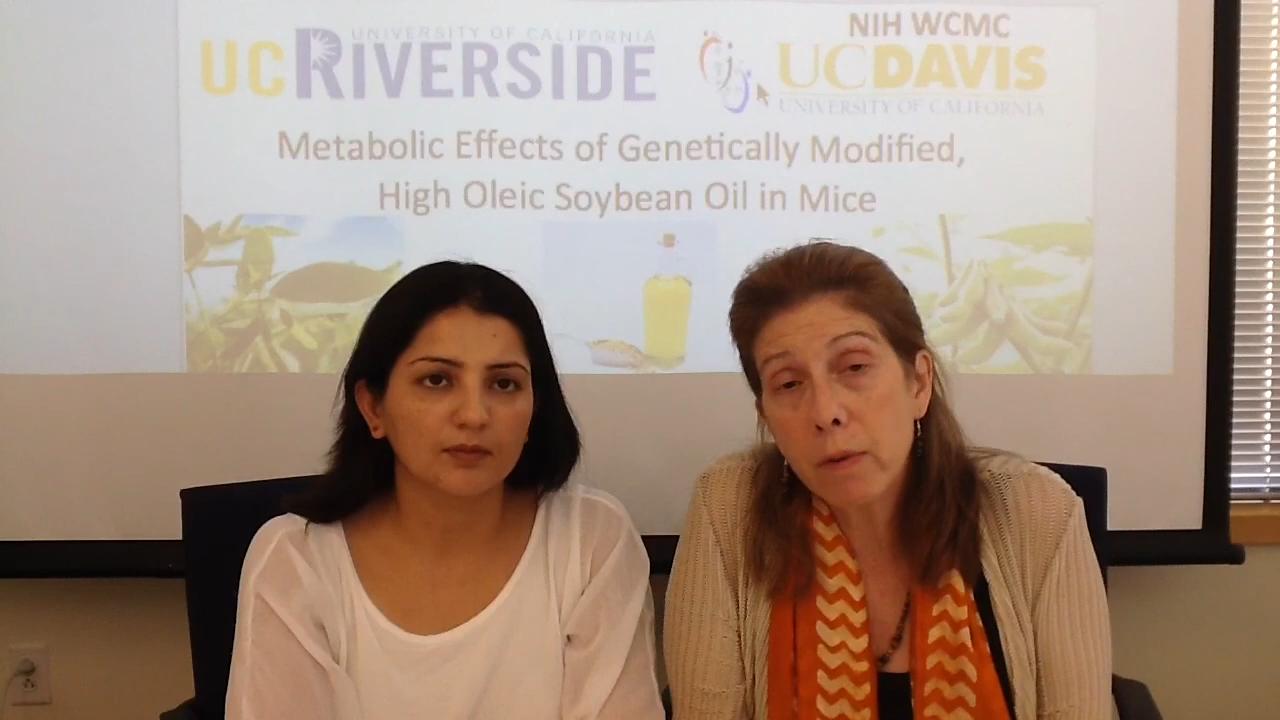 UNIVERSITY OF CALIFORNIA
UCRIVERSIDE
NIH WCMC
UCDAVIS
UNIVERSITY OF CALIFORNIA
Metabolic Effects of Genetically Modified,
High Oleic Soybean Oil in Mice